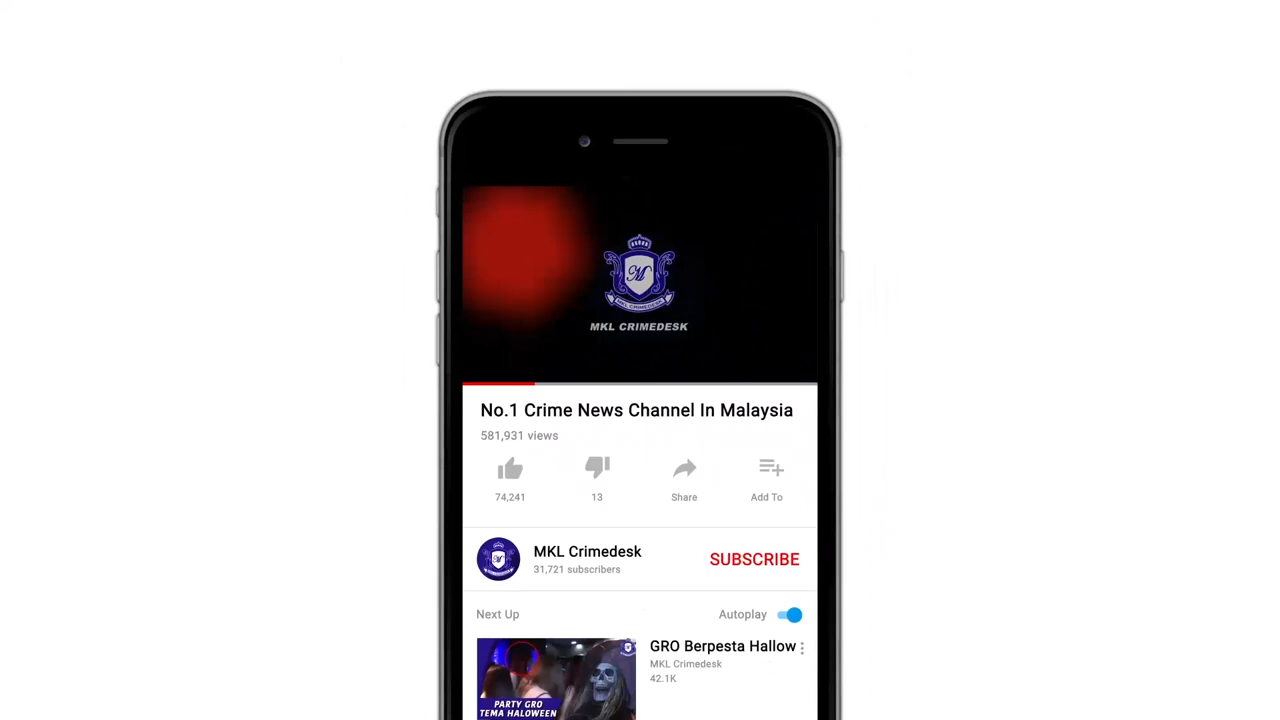 M
MKL CRIMEDESK
MKL CRIMEDESK
No.1 Crime News Channel In Malaysia
581,931 views
74,241
13
Share
Add To
MKL Crimedesk
31,721 subscribers
SUBSCRIBE
Next Up
Autoplay
GRO Berpesta Hallow
MKL Crimedesk
42.1K
PARTY GRO
TEMA HALOWEEN